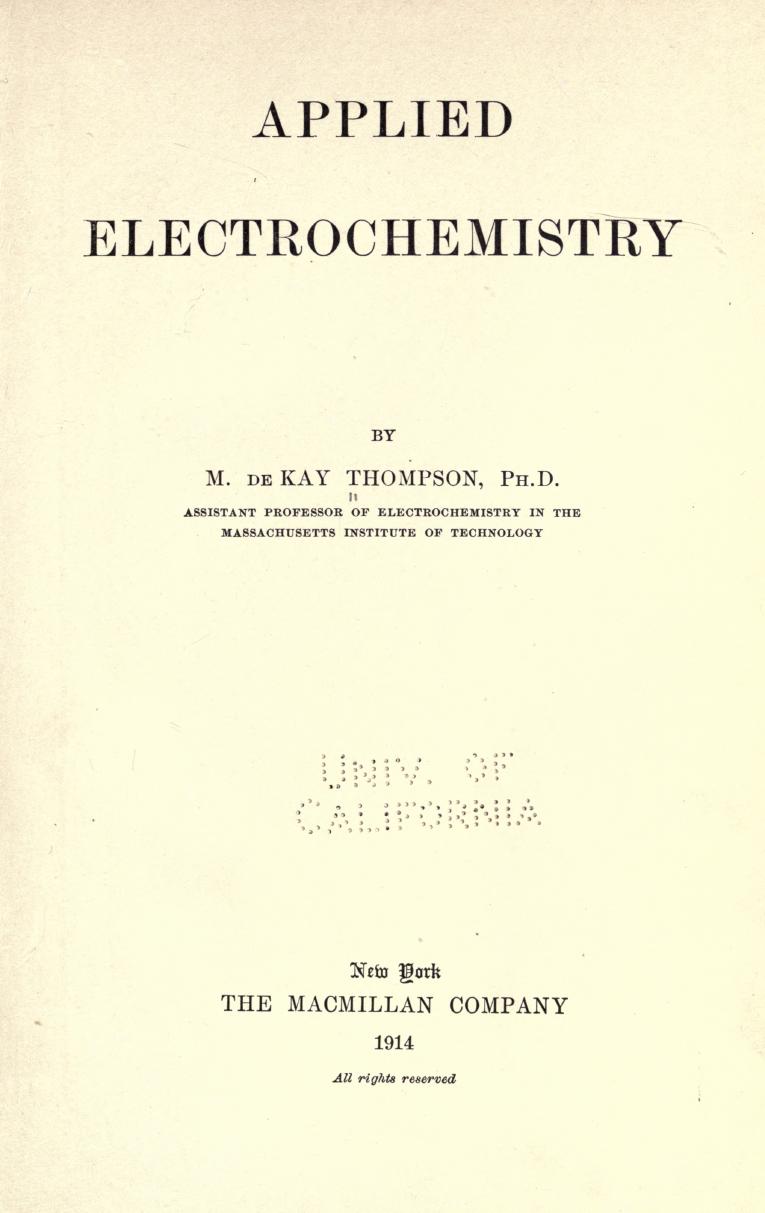 APPLIED
ELECTROCHEMISTRY
BY
M. DE KAY THOMPSON, PH.D.
ASSISTANT PROFESSOR OF ELECTROCHEMISTRY IN THE
MASSACHUSETTS INSTITUTE OF TECHNOLOGY
UNIV. OF
CALIFORNIA
New York
THE MACMILLAN COMPANY
1914
All rights reserved